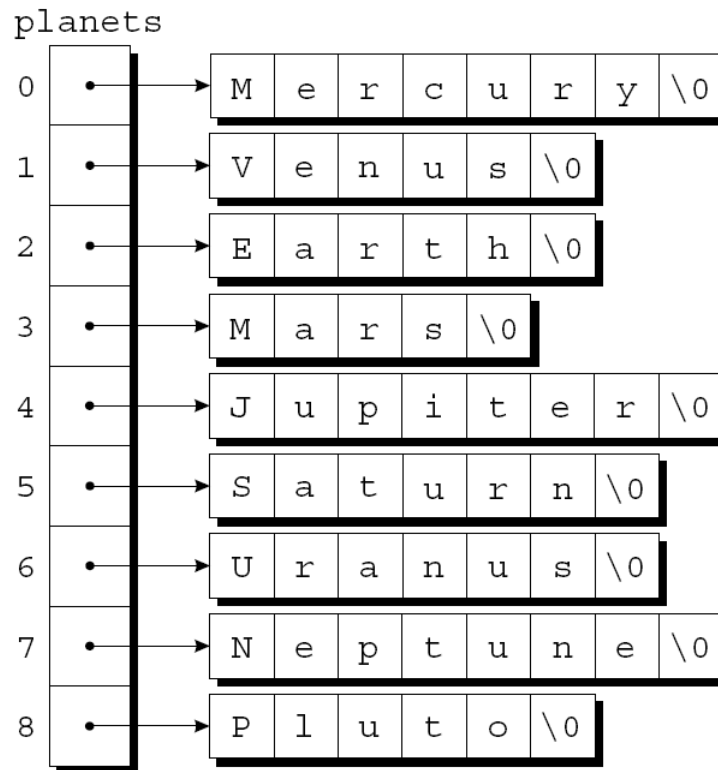 planets
0 M e r c u r y \0
1 V e n u s \0
2 E a r t h \0
3 M a r s \0
4 J u p i t e r \0
5 S a t u r n \0
6 U r a n u s \0
7 N e p t u n e \0
8 P l u t o \0